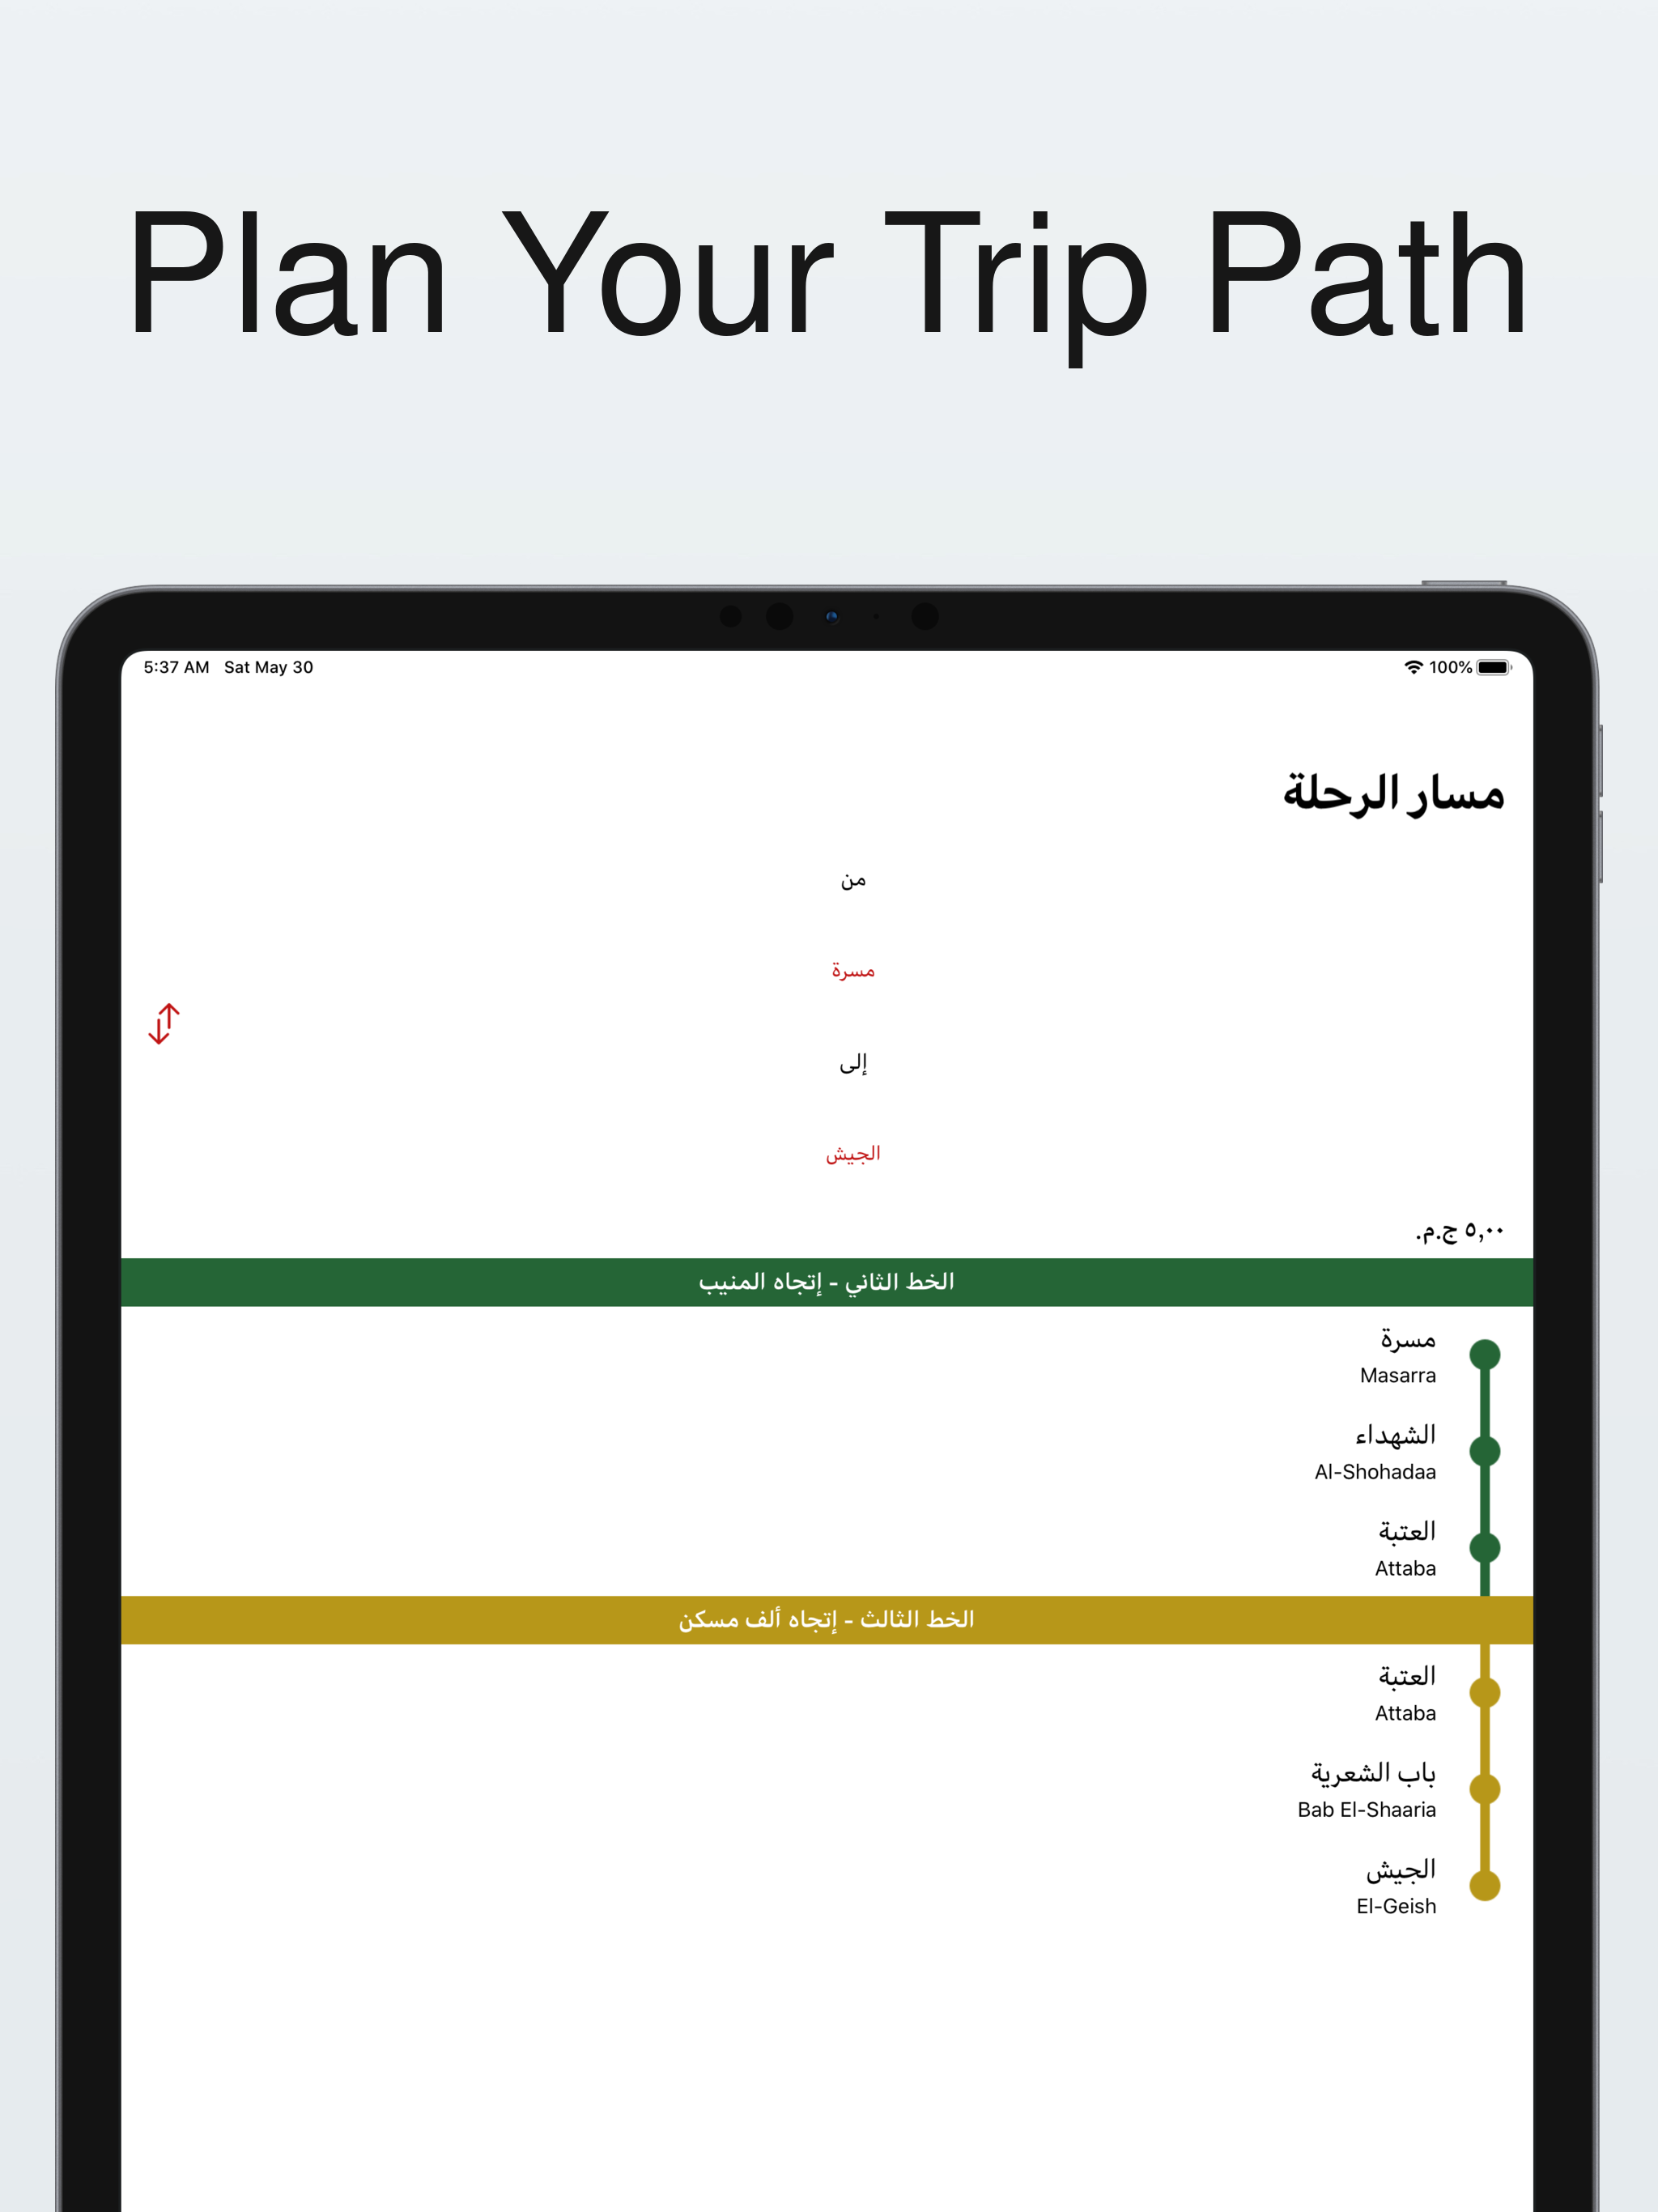 Plan Your Trip Path
5:37 AM Sat May 30
100%
مسار الرحلة
من
مسرة
إلى
الجيش
٥,٠٠ ج.م.
الخط الثاني - إتجاه المنيب
مسرة
Masarra
الشهداء
Al-Shohadaa
العتبة
Attaba
الخط الثالث - إتجاه ألف مسكن
العتبة
Attaba
باب الشعرية
Bab El-Shaaria
الجيش
El-Geish